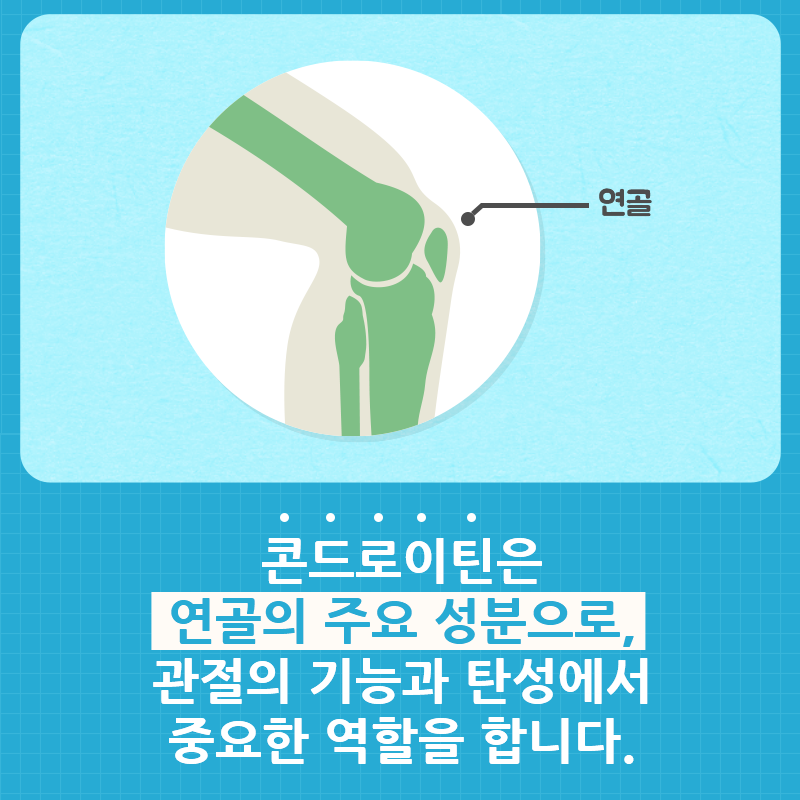 연골
콘드로이틴은
연골의 주요 성분으로,
관절의 기능과 탄성에서
중요한 역할을 합니다.